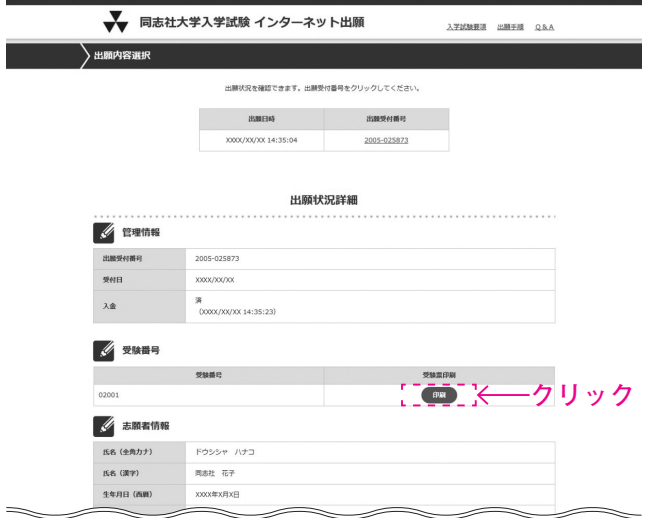 同志社大学入学試験 インターネット出願
入学試験要項 出願手順 Q&A
出願内容選択
出願状況を確認できます。出願受付番号をクリックしてください。
出願日時 出願受付番号
XXXX/XX/XX 14:35:04 2005-025873
出願状況詳細
管理情報
出願受付番号 2005-025873
受付日 XXXX/XX/XX
入金 済
(XXXX/XX/XX 14:35:23)
受験番号
受験番号 受験票印刷
02001 印刷 クリック
志願者情報
氏名（全角カナ） ドウシシャ ハナコ
氏名（漢字） 同志社 花子
生年月日（西暦） XXXX年X月X日